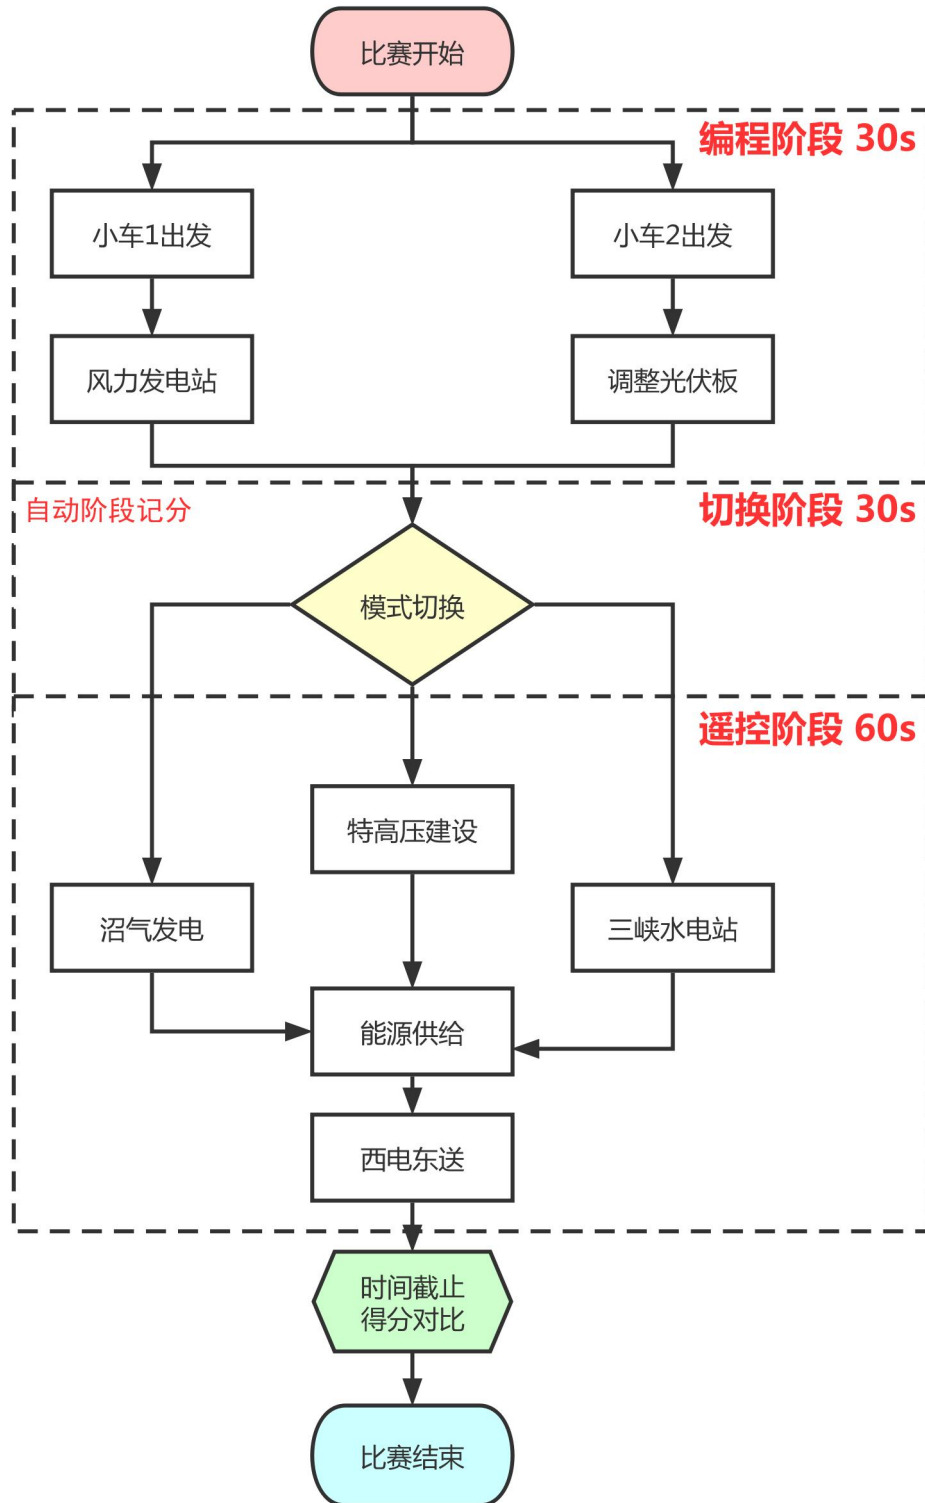 比赛开始
编程阶段 30s
小车1出发
小车2出发
风力发电站
调整光伏板
自动阶段记分
切换阶段 30s
模式切换
遥控阶段 60s
特高压建设
沼气发电
三峡水电站
能源供给
西电东送
时间截止
得分对比
比赛结束